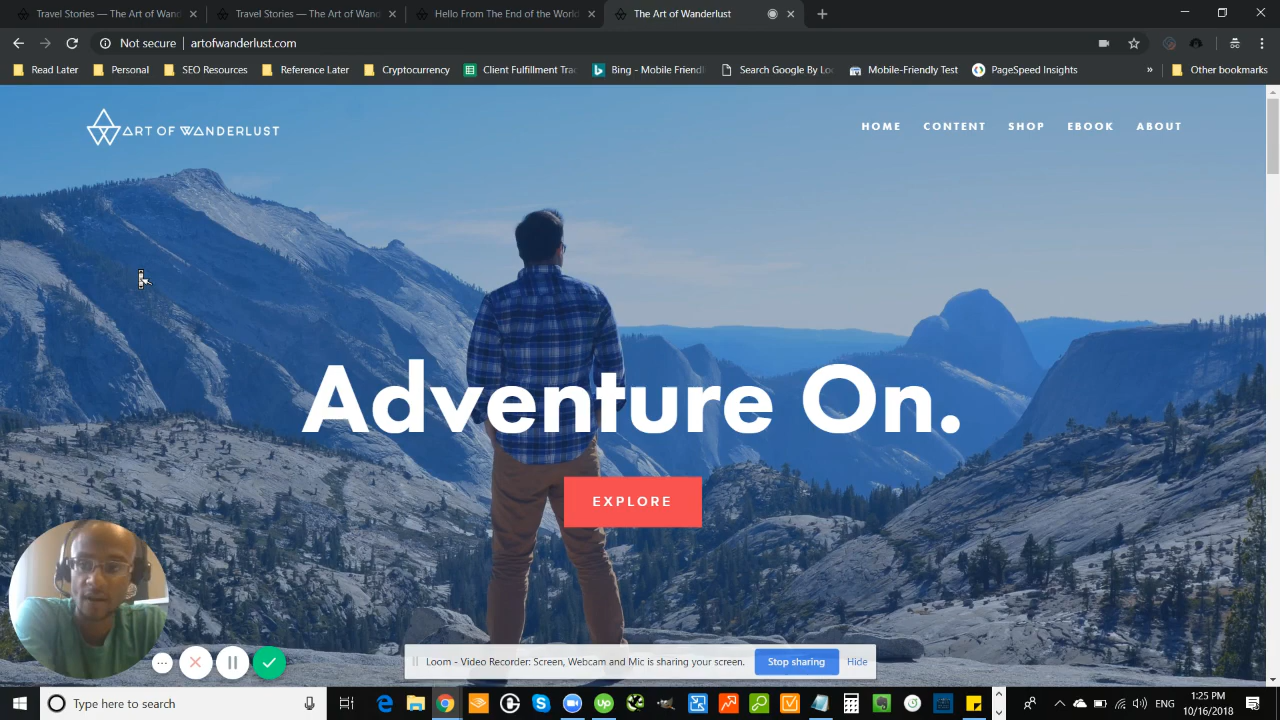 Travel Stories — The Art of Wand
Travel Stories — The Art of Wand
Hello From The End of the World
The Art of Wanderlust
Not secure | artofwanderlust.com
Read Later
Personal
SEO Resources
Reference Later
Cryptocurrency
Client Fulfillment Trac
Bing - Mobile Friendl
Search Google By Loc
Mobile-Friendly Test
PageSpeed Insights
»
Other bookmarks
ART OF WANDERLUST
HOME
CONTENT
SHOP
EBOOK
ABOUT
Adventure On.
EXPLORE
Loom - Video Recorder: Screen, Webcam and Mic is sharing your screen.
Stop sharing
Hide
Type here to search
ENG
1:25 PM
10/16/2018